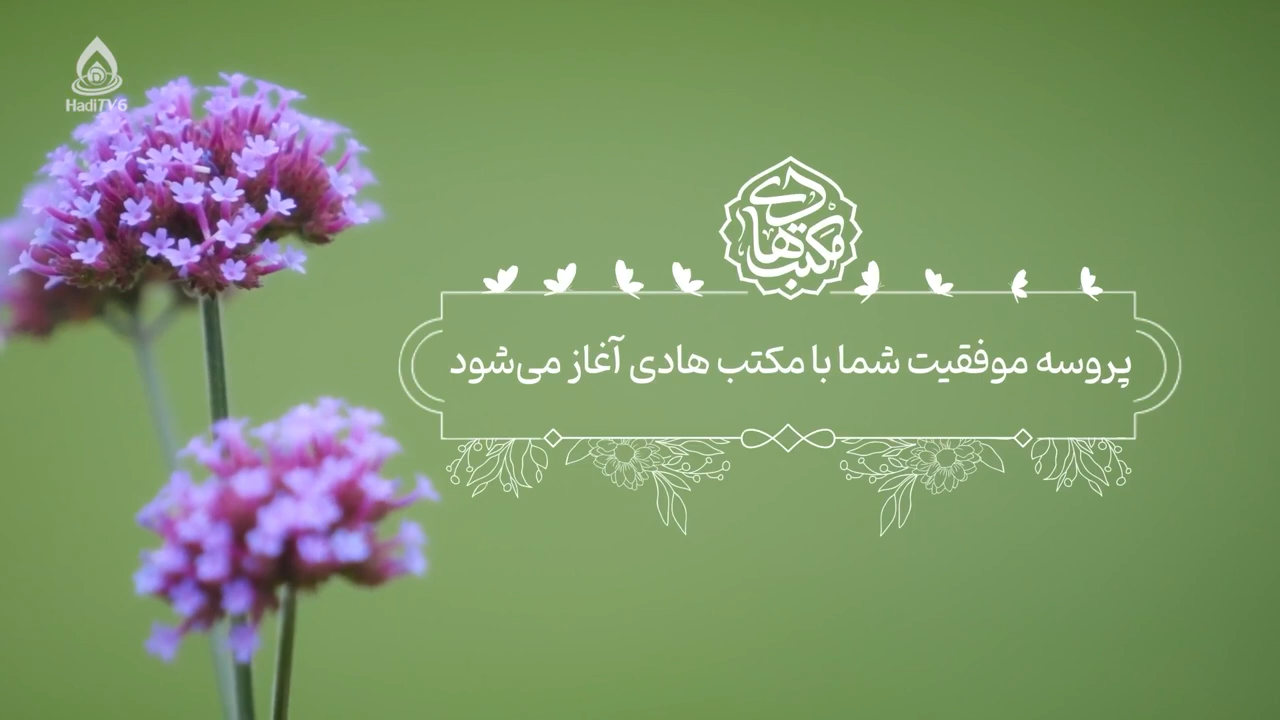 HadiTV6
مکتب هادی
پروسه موفقیت شما با مکتب هادی آغاز می‌شود